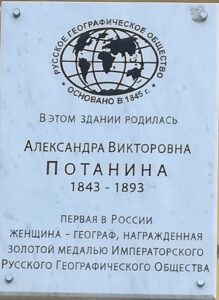 РУССКОЕ ГЕОГРАФИЧЕСКОЕ ОБЩЕСТВО
• ОСНОВАНО В 1845 г. •
В ЭТОМ ЗДАНИИ РОДИЛАСЬ
АЛЕКСАНДРА ВИКТОРОВНА
ПОТАНИНА
1843 - 1893
ПЕРВАЯ В РОССИИ
ЖЕНЩИНА - ГЕОГРАФ, НАГРАЖДЕННАЯ
ЗОЛОТОЙ МЕДАЛЬЮ ИМПЕРАТОРСКОГО
РУССКОГО ГЕОГРАФИЧЕСКОГО ОБЩЕСТВА